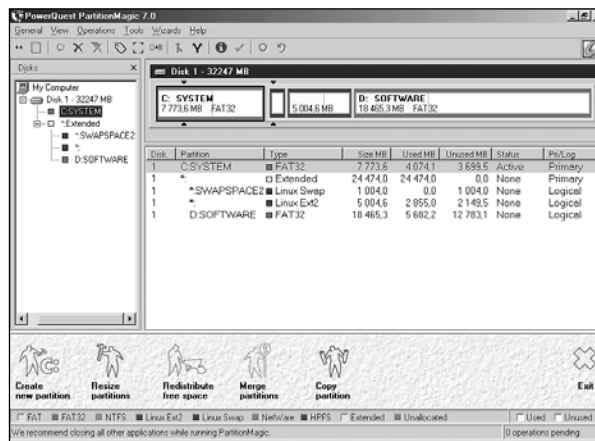 PowerQuest PartitionMagic 7.0
General View Operations Tools Wizards Help
Disks
My Computer
Disk 1 - 32247 MB
C:SYSTEM
*:Extended
*:SWAPSPACE2
*:
D:SOFTWARE
Disk 1 - 32247 MB
C: SYSTEM
7 773,6 MB FAT32
5 004,6 MB
D: SOFTWARE
18 465,3 MB FAT32
Disk Partition Type Size MB Used MB Unused MB Status Pri/Log
1 C:SYSTEM FAT32 7 773,6 4 074,1 3 699,5 Active Primary
1 *: Extended 24 474,0 24 474,0 0,0 None Primary
1 *:SWAPSPACE2 Linux Swap 1 004,0 0,0 1 004,0 None Logical
1 *: Linux Ext2 5 004,6 2 855,0 2 149,5 None Logical
1 D:SOFTWARE FAT32 18 465,3 5 682,2 12 783,1 None Logical
Create new partition
Resize partitions
Redistribute free space
Merge partitions
Copy partition
Exit
FAT FAT32 NTFS Linux Ext2 Linux Swap NetWare HPFS Extended Unallocated Used Unused
We recommend closing all other applications while running PartitionMagic. 0 operations pending